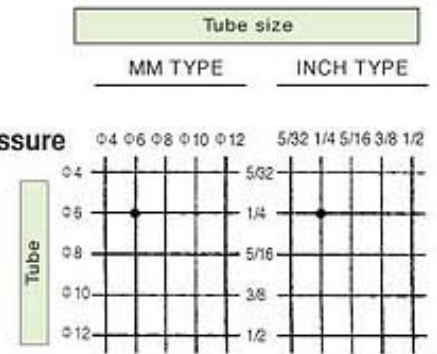 Tube size
MM TYPE INCH TYPE
ssure
Φ4 Φ6 Φ8 Φ10 Φ12 5/32 1/4 5/16 3/8 1/2
Tube
Φ4 5/32
Φ6 1/4
Φ8 5/16
Φ10 3/8
Φ12 1/2